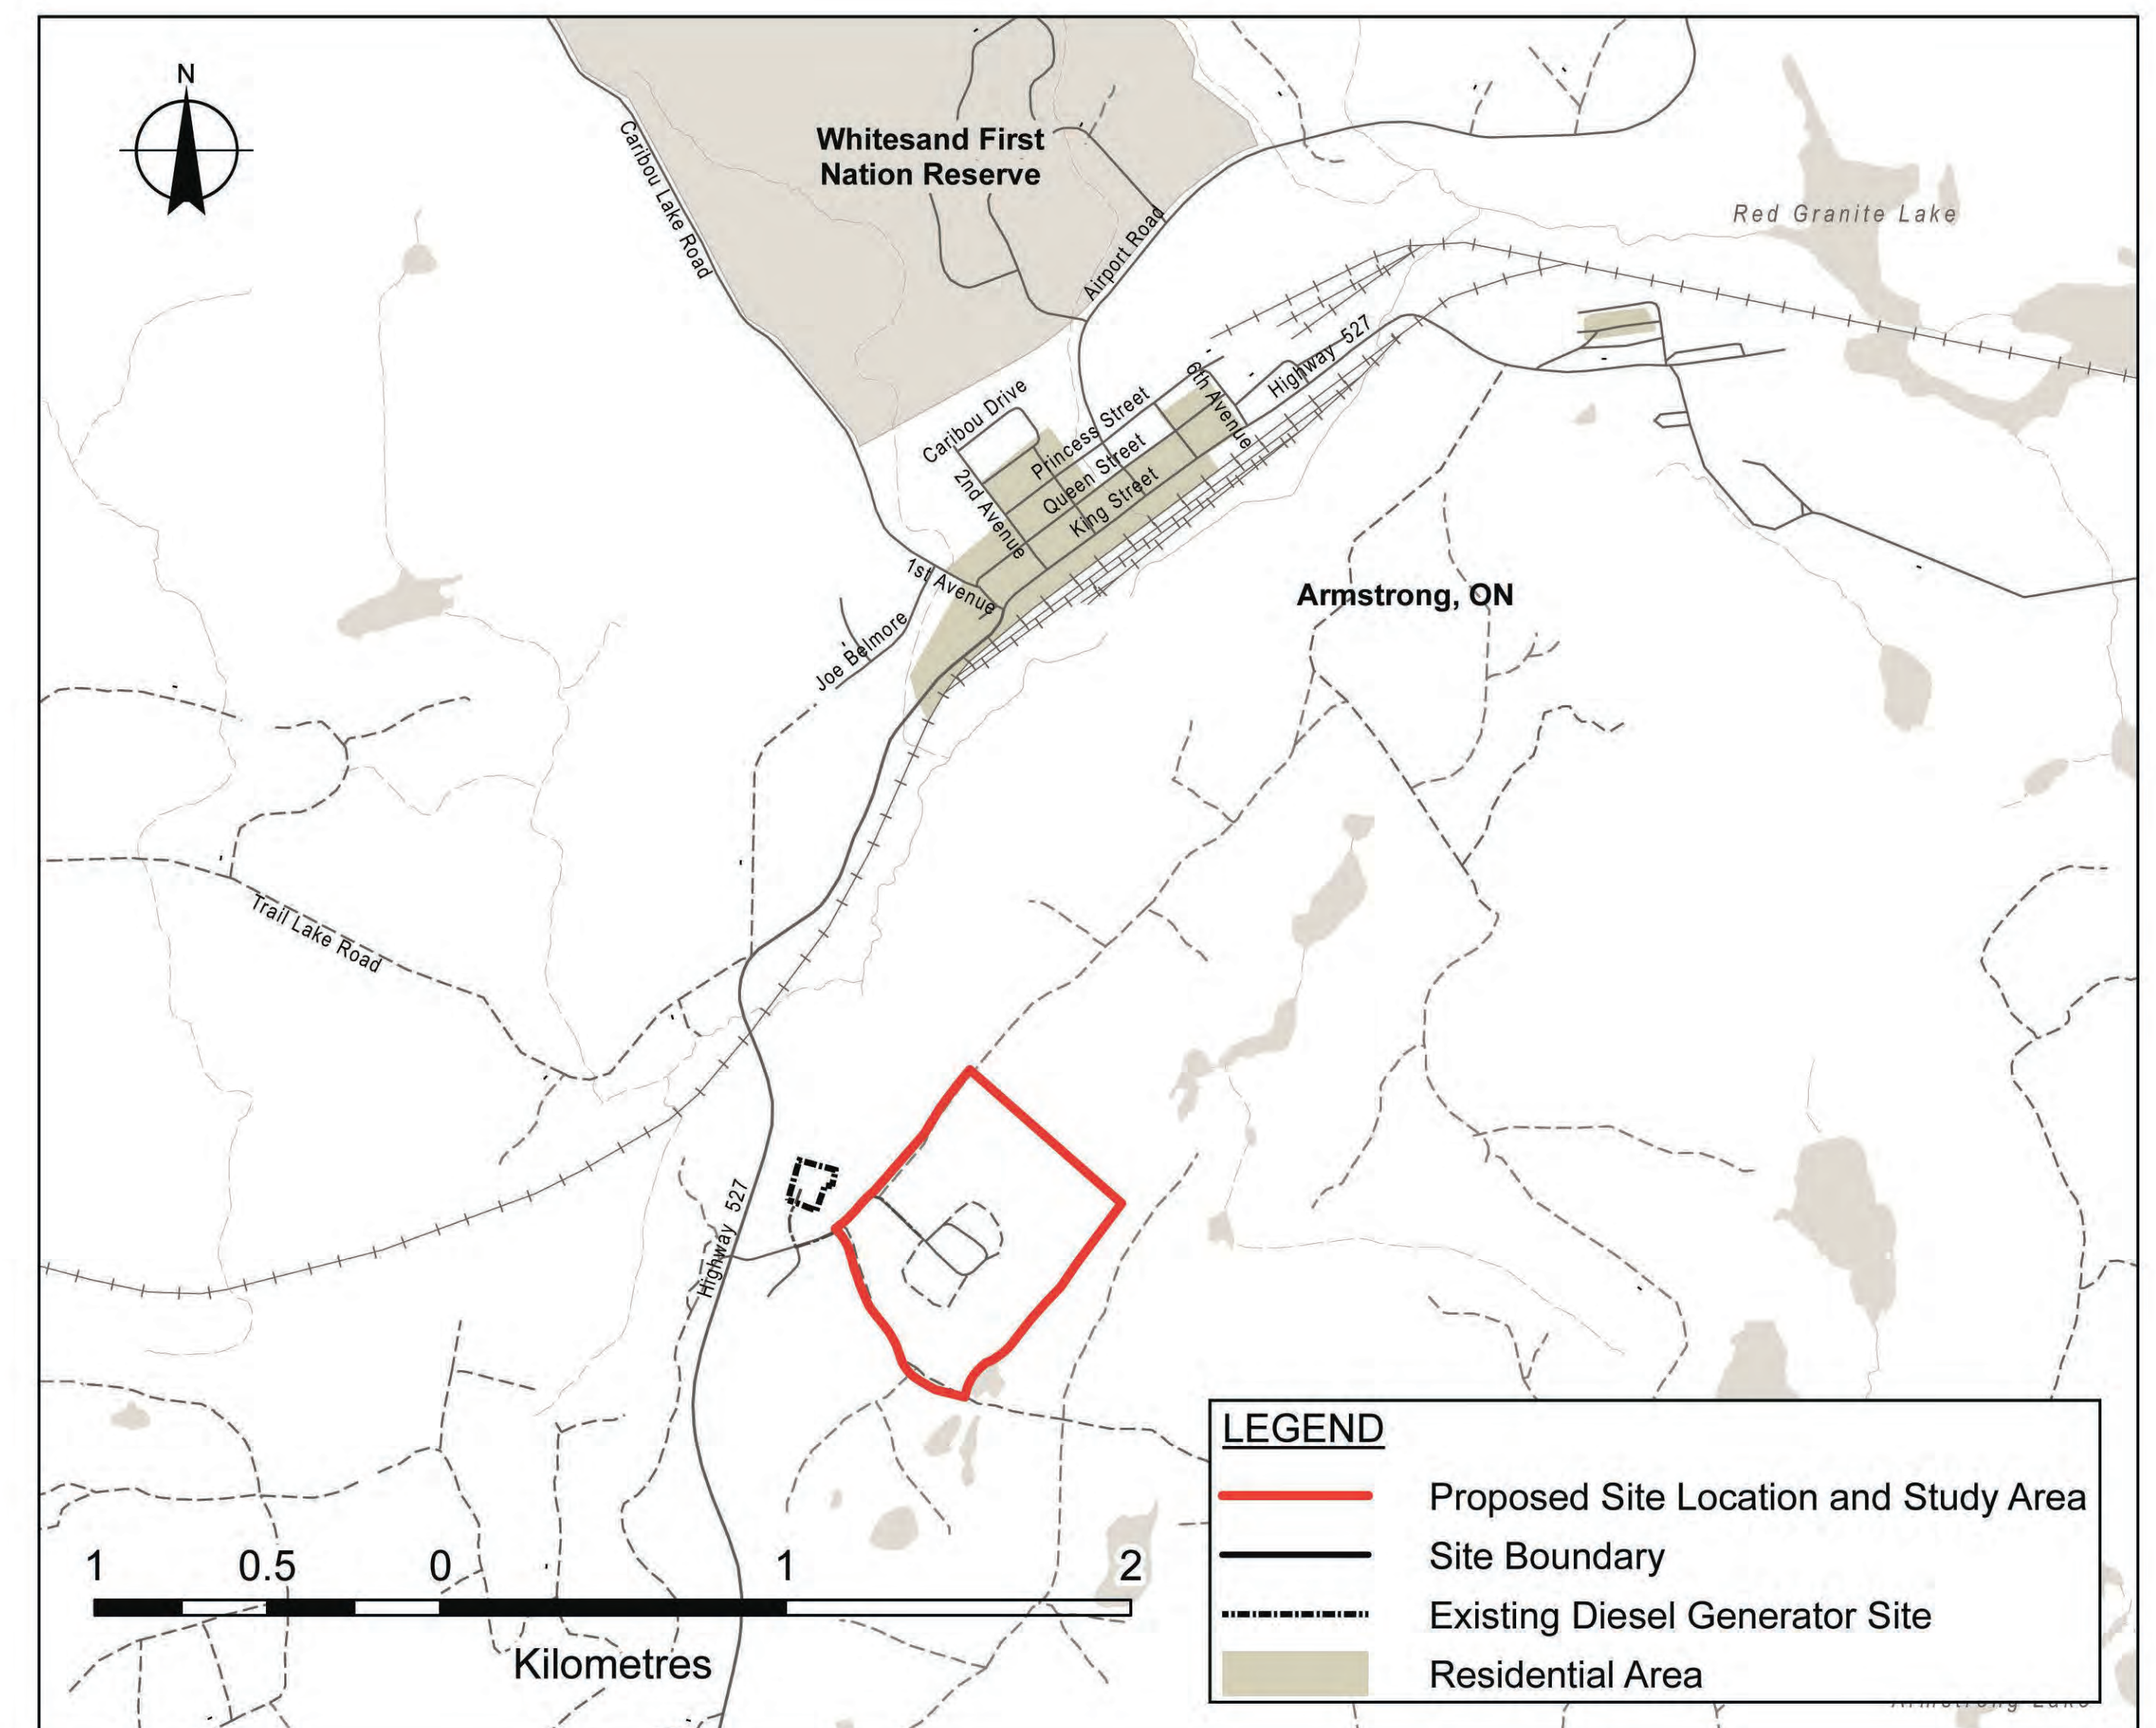 N
Whitesand First
Nation Reserve
Caribou Lake Road
Airport Road
Red Granite Lake
Highway 527
6th Avenue
Caribou Drive
Princess Street
Queen Street
King Street
2nd Avenue
1st Avenue
Joe Belmore
Armstrong, ON
Trail Lake Road
Highway 527
LEGEND
Proposed Site Location and Study Area
Site Boundary
Existing Diesel Generator Site
Residential Area
1 0.5 0 1 2
Kilometres
Armstrong Lake